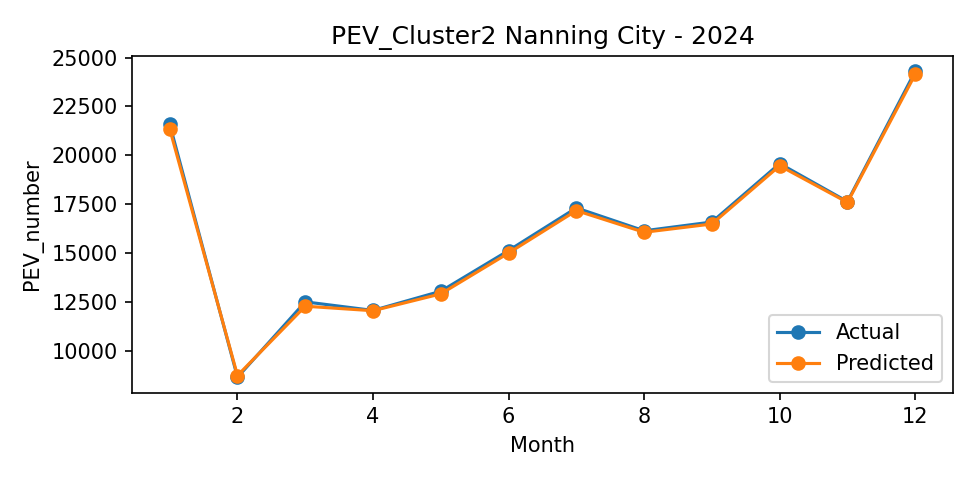 PEV_Cluster2 Nanning City - 2024
25000
22500
20000
17500
15000
12500
10000
PEV_number
2 4 6 8 10 12
Month
Actual
Predicted